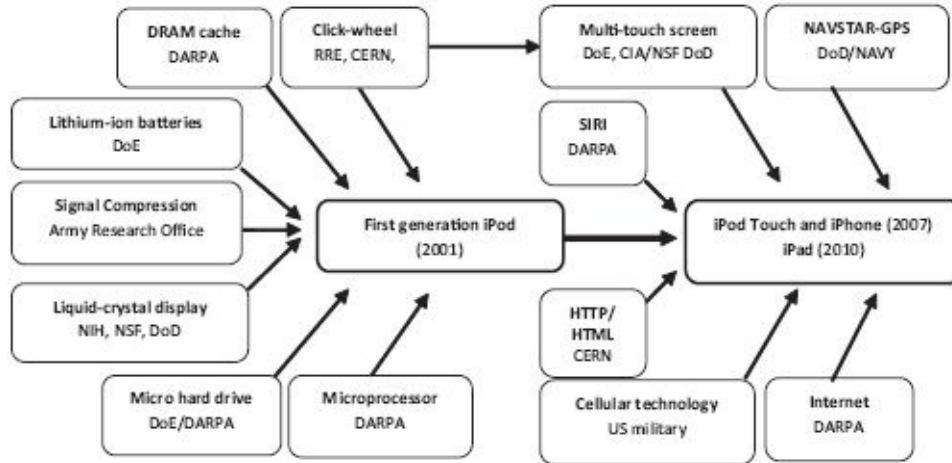 DRAM cache
DARPA
Click-wheel
RRE, CERN,
Multi-touch screen
DoE, CIA/NSF DoD
NAVSTAR-GPS
DoD/NAVY
Lithium-ion batteries
DoE
SIRI
DARPA
Signal Compression
Army Research Office
First generation iPod
(2001)
iPod Touch and iPhone (2007)
iPad (2010)
Liquid-crystal display
NIH, NSF, DoD
HTTP/
HTML
CERN
Micro hard drive
DoE/DARPA
Microprocessor
DARPA
Cellular technology
US military
Internet
DARPA